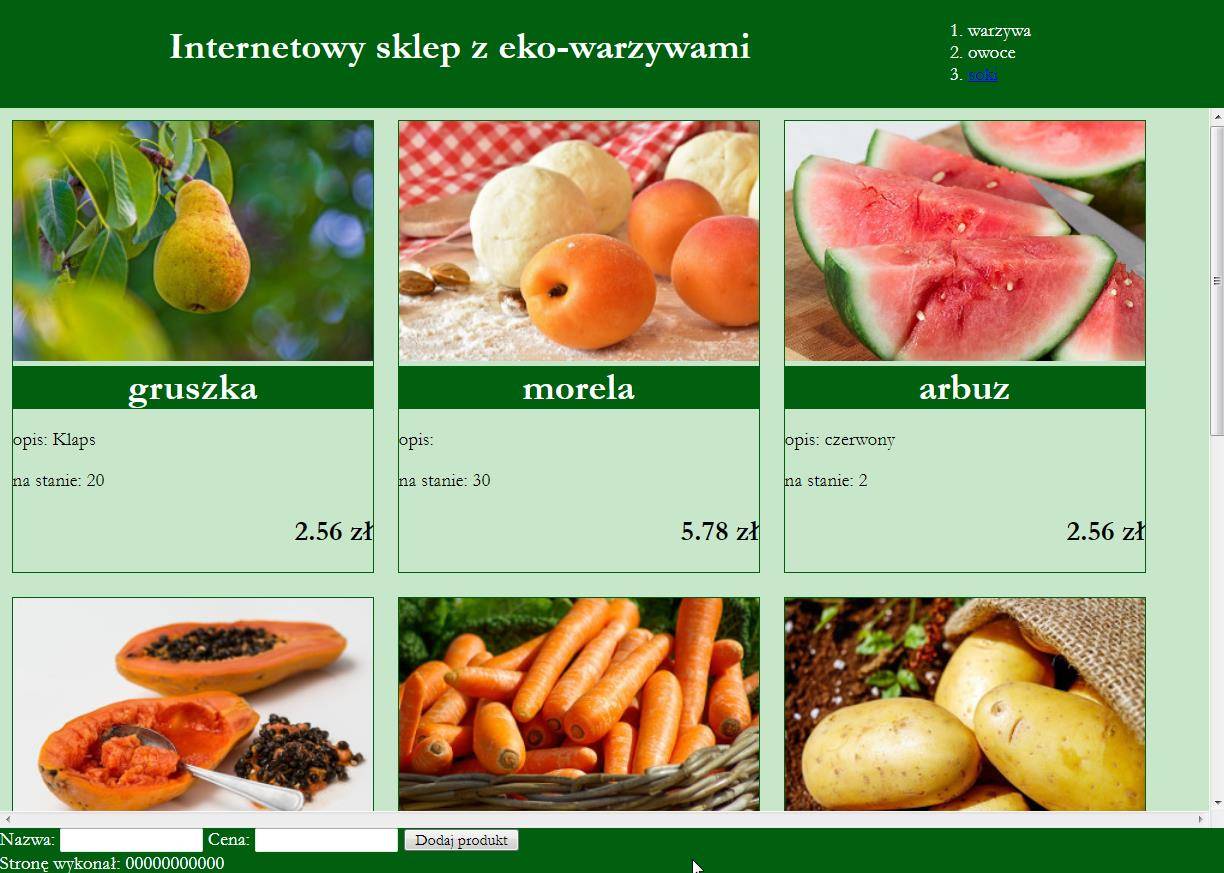 Internetowy sklep z eko-warzywami
1. warzywa
2. owoce
3. soki
gruszka
opis: Klaps
na stanie: 20
2.56 zł
morela
opis:
na stanie: 30
5.78 zł
arbuz
opis: czerwony
na stanie: 2
2.56 zł
Nazwa: Cena: Dodaj produkt
Stronę wykonał: 00000000000